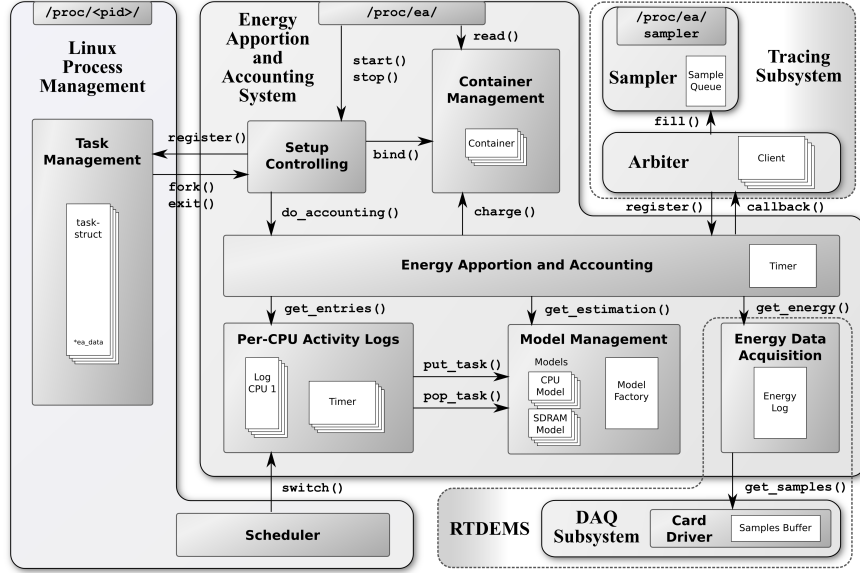 /proc/<pid>/
Linux
Process
Management
Task
Management
task-
struct
*ea_data
register()
fork()
exit()
Energy
Apportion
and
Accounting
System
/proc/ea/
start()
stop()
read()
Setup
Controlling
bind()
Container
Management
Container
do_accounting()
charge()
/proc/ea/
sampler
Sampler
Sample
Queue
Tracing
Subsystem
fill()
Arbiter
Client
register()
callback()
Energy Apportion and Accounting
Timer
get_entries()
get_estimation()
get_energy()
Per-CPU Activity Logs
Log
CPU 1
Timer
put_task()
pop_task()
Model Management
Models
CPU
Model
SDRAM
Model
Model
Factory
Energy Data
Acquisition
Energy
Log
switch()
get_samples()
Scheduler
RTDEMS
DAQ
Subsystem
Card
Driver
Samples Buffer